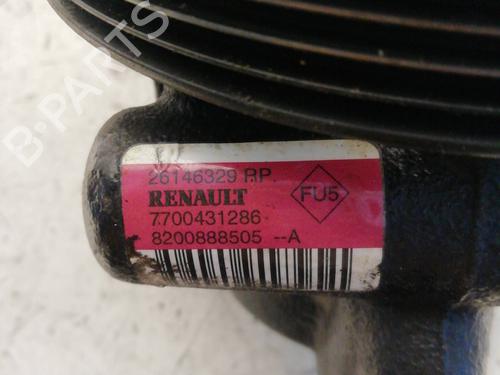 B-PARTS
26146329 RP.
RENAULT
FU5
7700431286
8200888505 --A